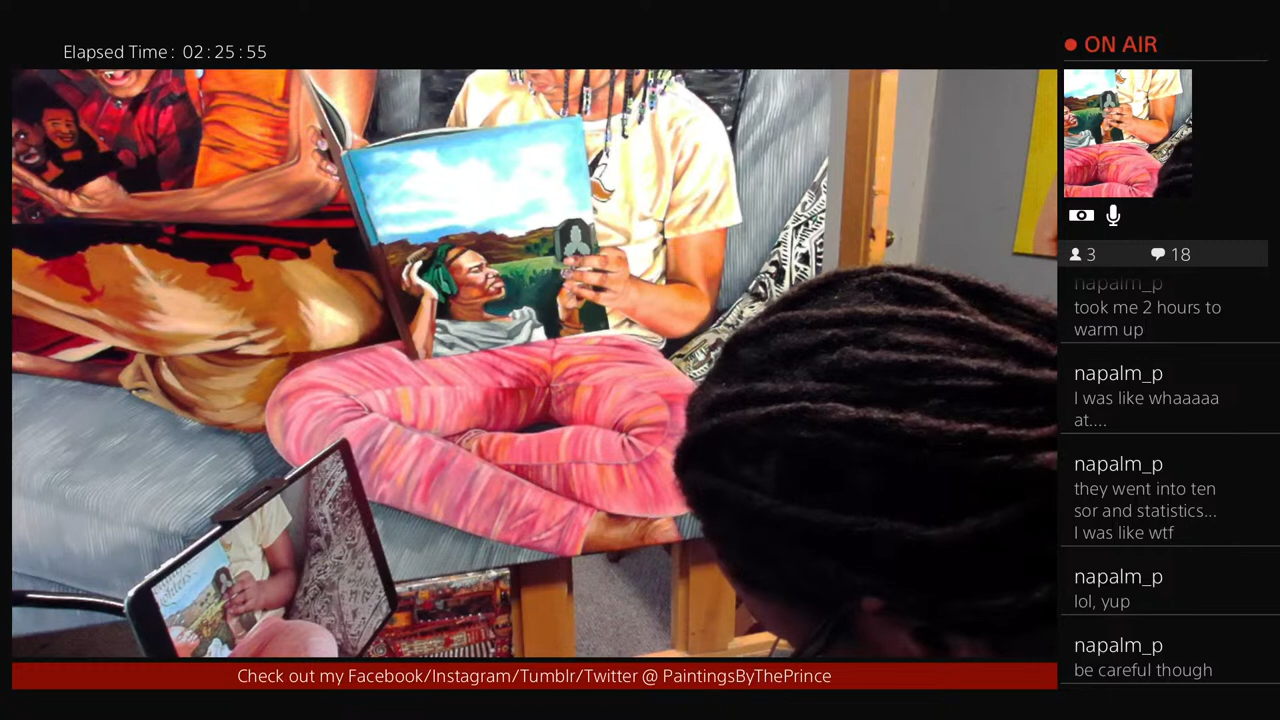 Elapsed Time: 02:25:55
ON AIR
3 18
napalm_p
took me 2 hours to
warm up
napalm_p
I was like whaaaaa
at....
napalm_p
they went into ten
sor and statistics...
I was like wtf
napalm_p
lol, yup
napalm_p
be careful though
Check out my Facebook/Instagram/Tumblr/Twitter @ PaintingsByThePrince